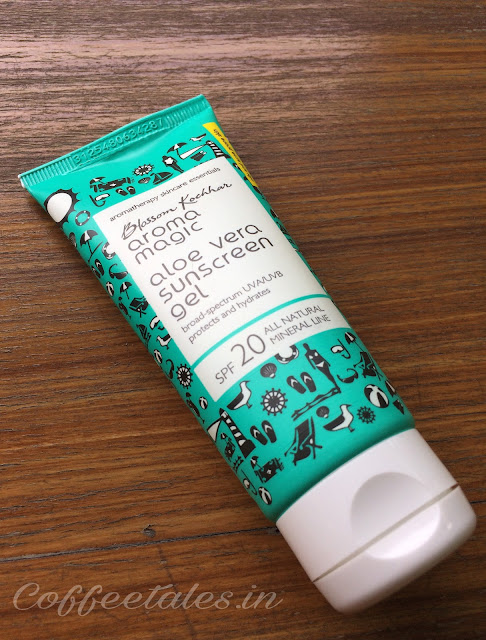 aromatherapy skincare essentials
Blossom Kochhar
aroma
magic
aloe vera
sunscreen
gel
broad-spectrum UVA/UVB
protects and hydrates
SPF 20 ALL NATURAL
MINERAL LINE
Coffeetales.in